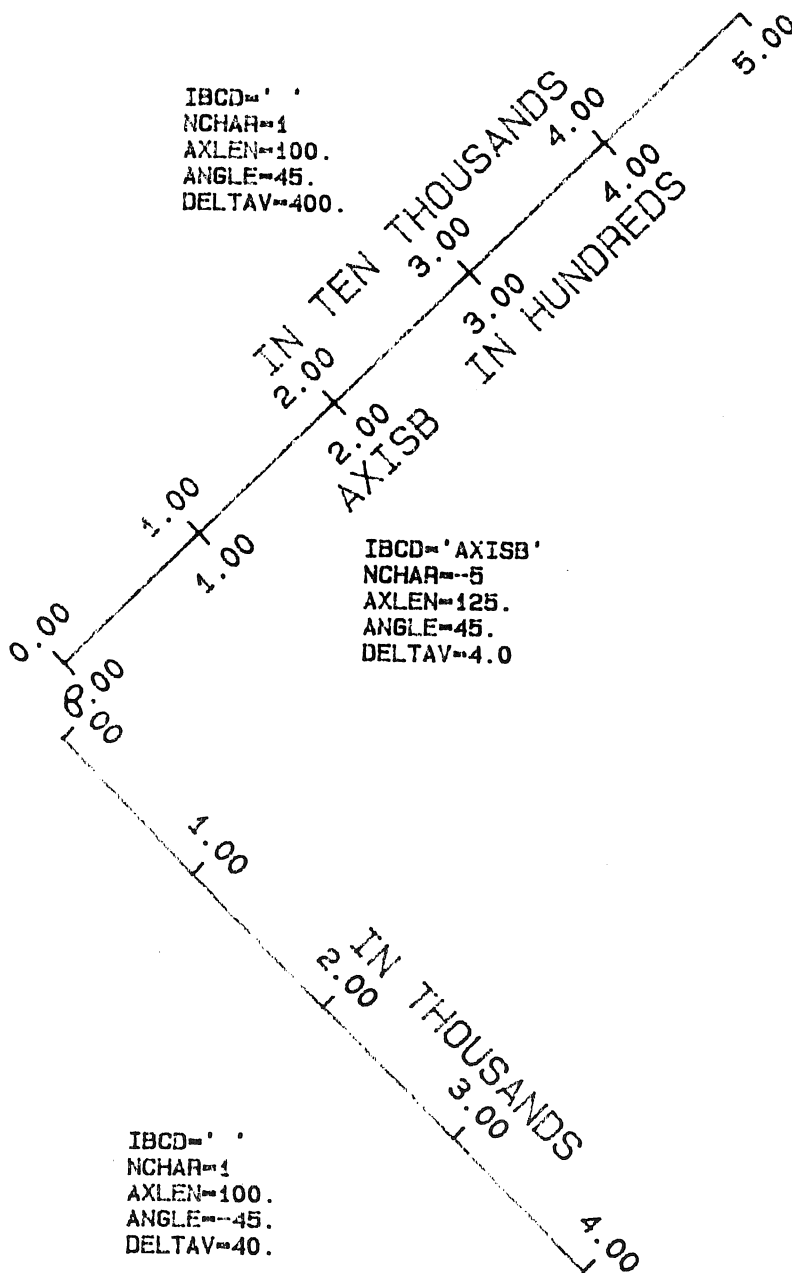 IBCD=' '
NCHAR=1
AXLEN=100.
ANGLE=45.
DELTAV=400.
IN TEN THOUSANDS
0.00
1.00
2.00
3.00
4.00
AXISB IN HUNDREDS
0.00
1.00
2.00
3.00
4.00
5.00
IBCD='AXISB'
NCHAR=-5
AXLEN=125.
ANGLE=45.
DELTAV=4.0
0.00
1.00
2.00
3.00
4.00
IN THOUSANDS
IBCD=' '
NCHAR=1
AXLEN=100.
ANGLE=-45.
DELTAV=40.